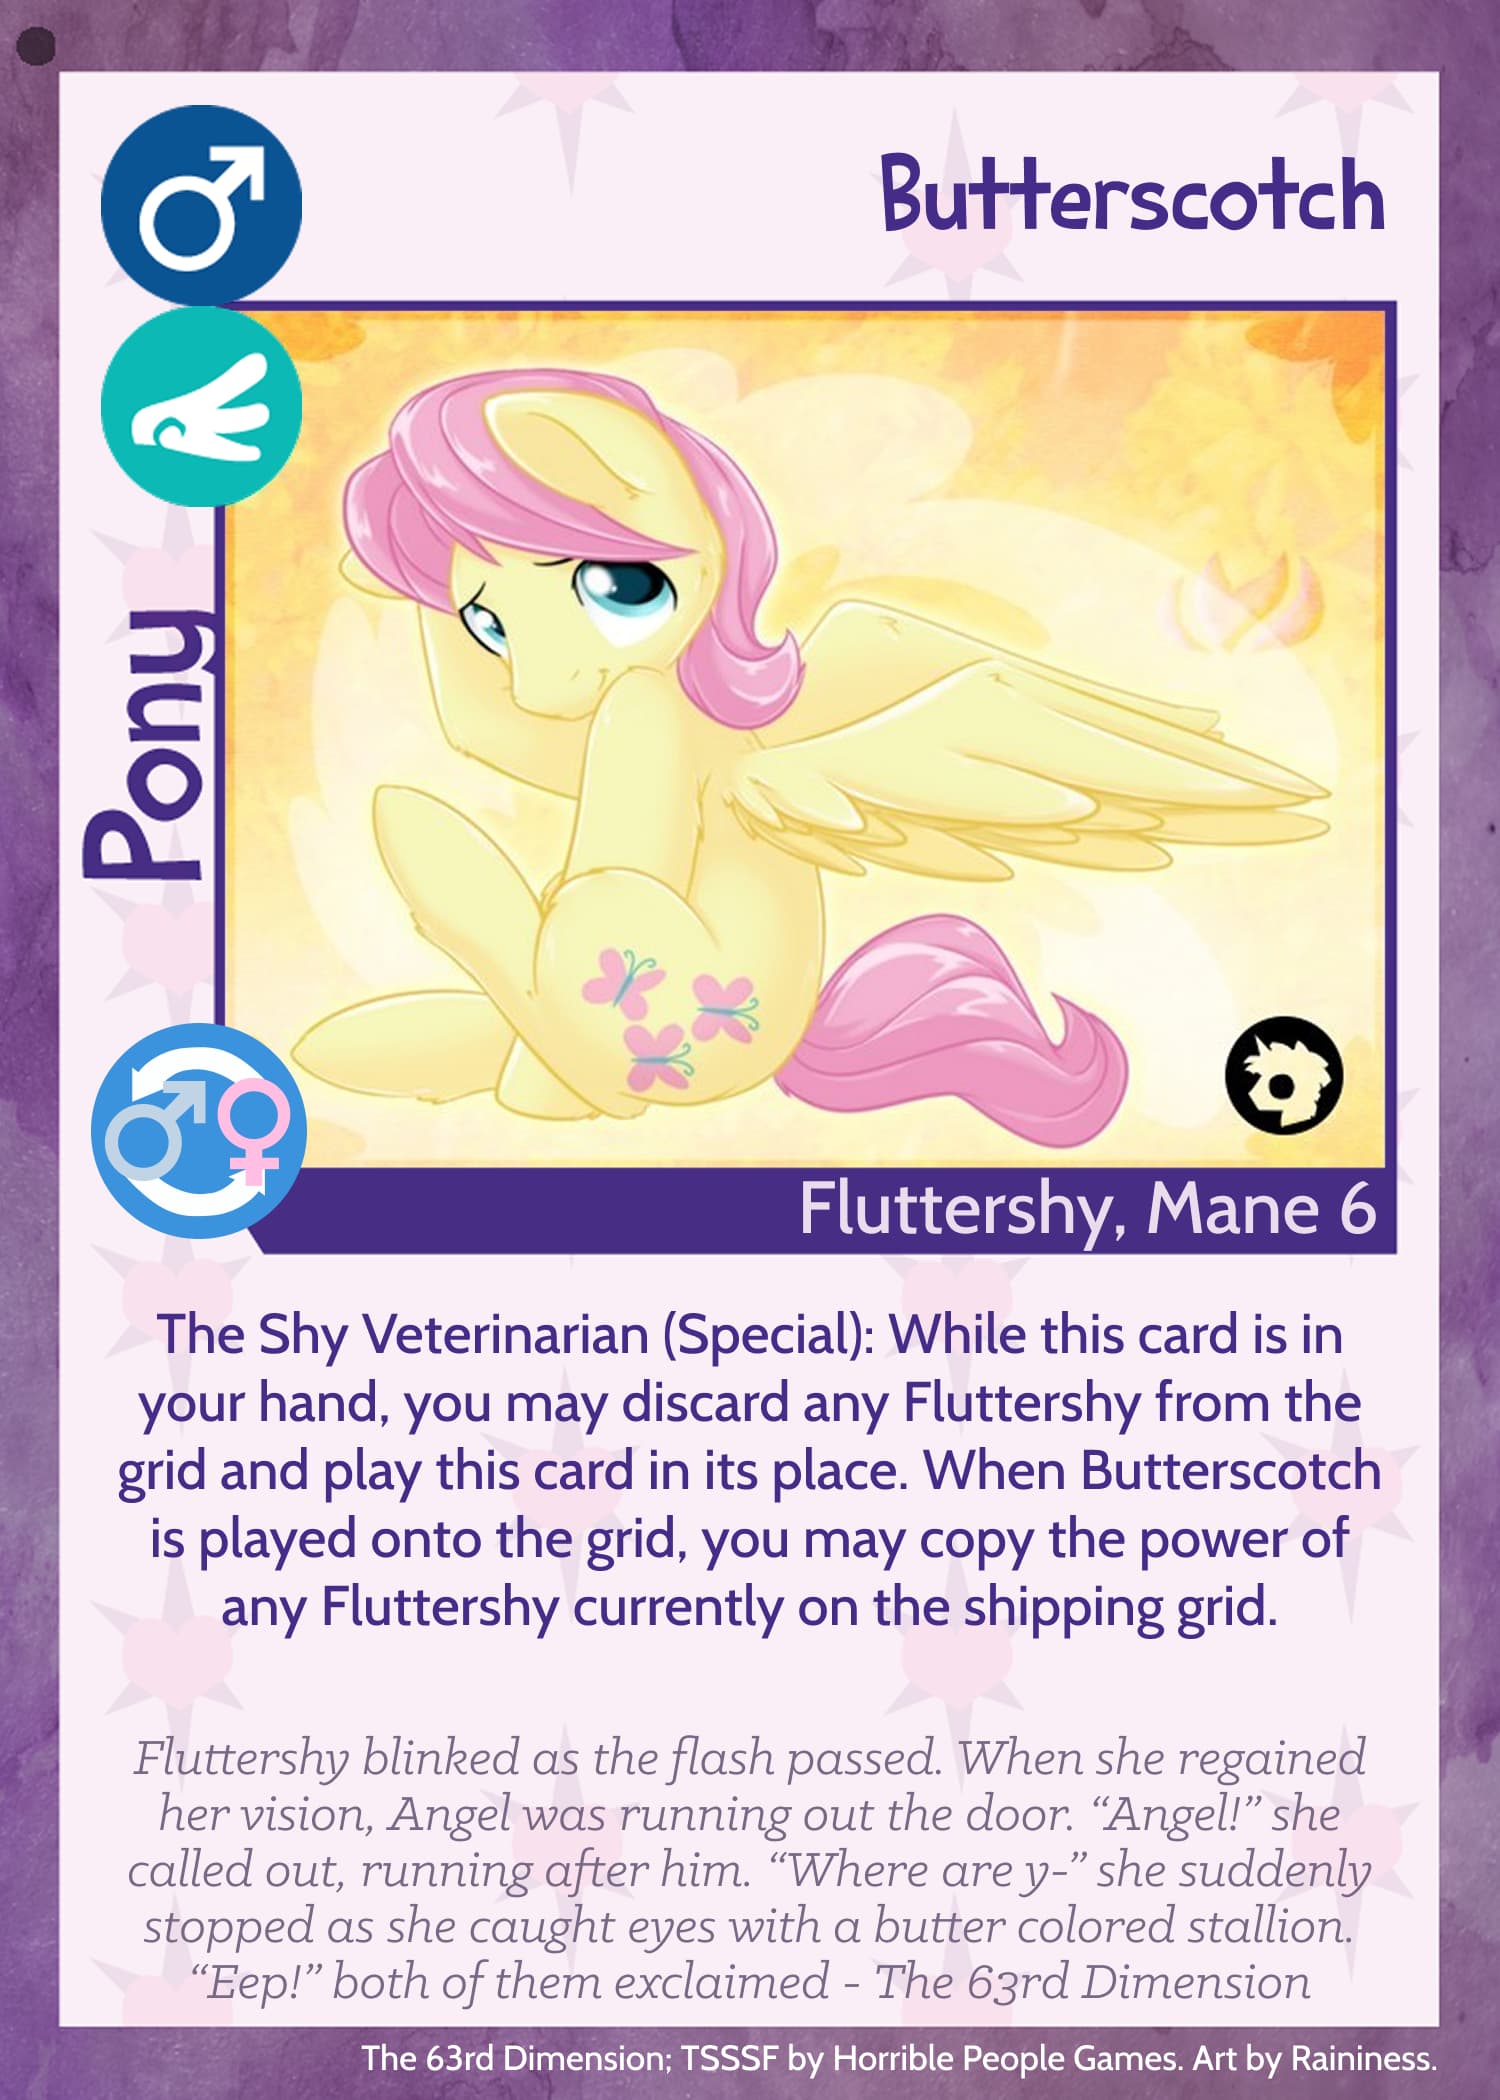 Butterscotch
Pony
Fluttershy, Mane 6
The Shy Veterinarian (Special): While this card is in
your hand, you may discard any Fluttershy from the
grid and play this card in its place. When Butterscotch
is played onto the grid, you may copy the power of
any Fluttershy currently on the shipping grid.
Fluttershy blinked as the flash passed. When she regained
her vision, Angel was running out the door. “Angel!” she
called out, running after him. “Where are y-” she suddenly
stopped as she caught eyes with a butter colored stallion.
“Eep!” both of them exclaimed - The 63rd Dimension
The 63rd Dimension; TSSSF by Horrible People Games. Art by Raininess.